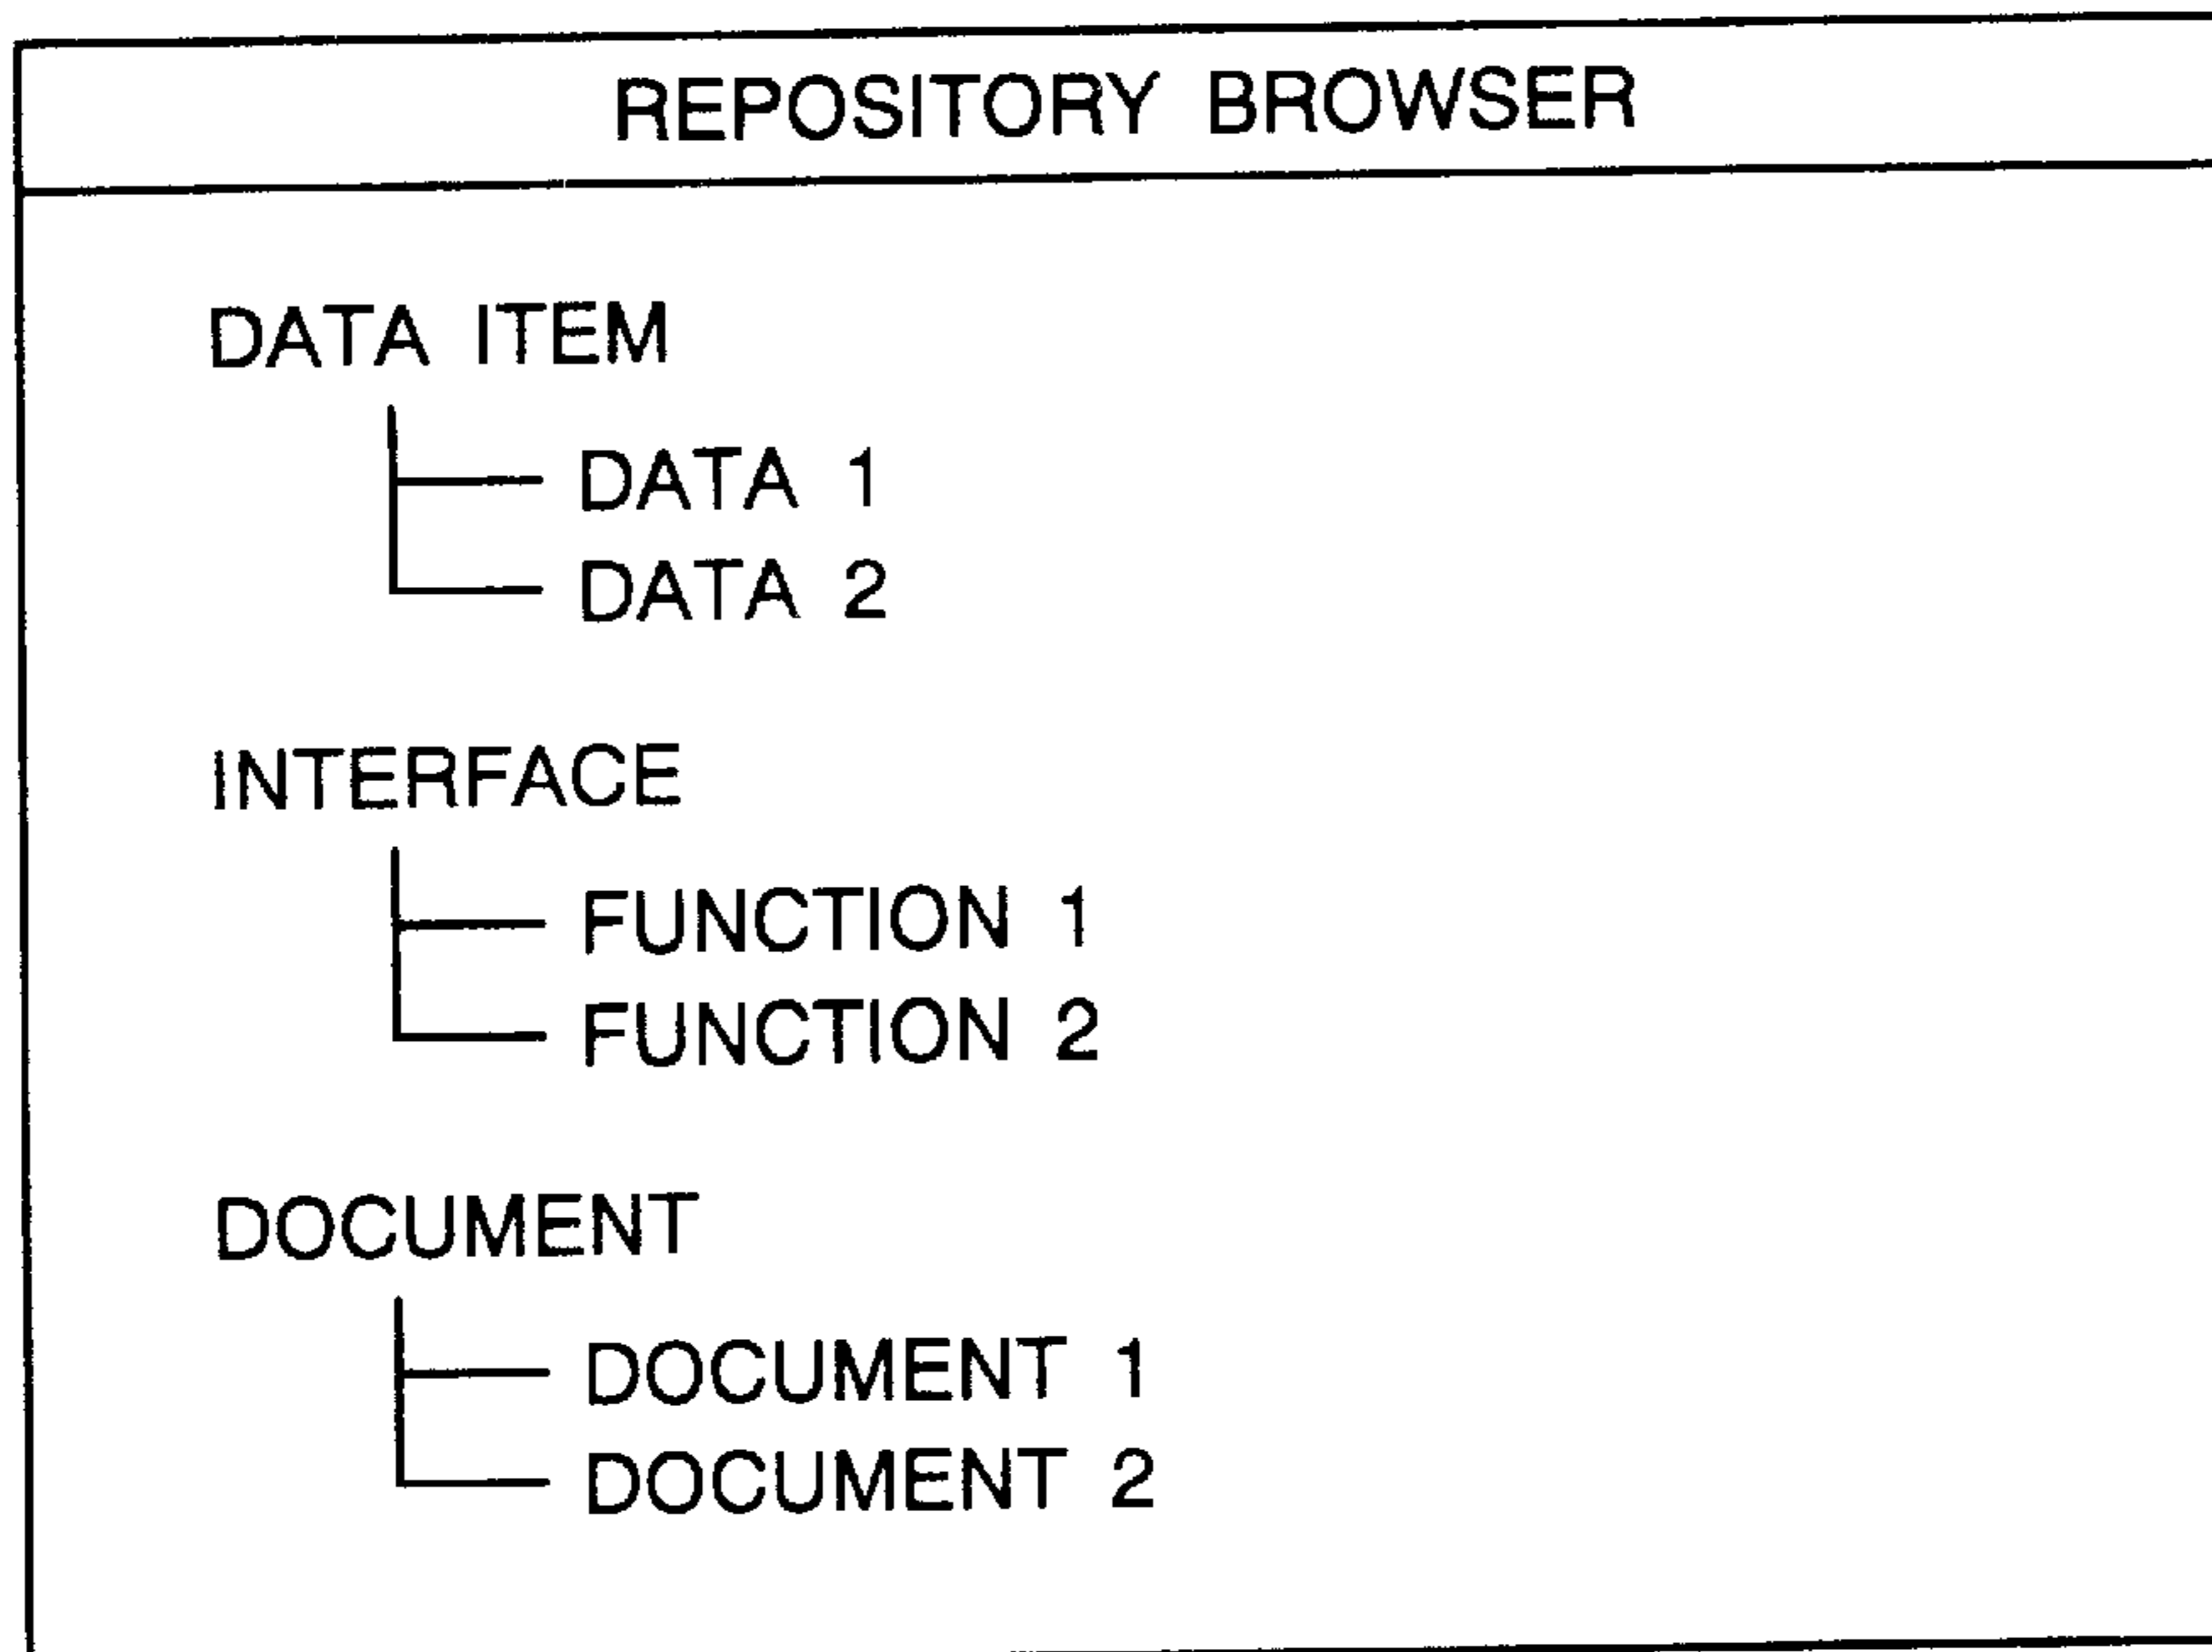 REPOSITORY BROWSER
DATA ITEM
DATA 1
DATA 2
INTERFACE
FUNCTION 1
FUNCTION 2
DOCUMENT
DOCUMENT 1
DOCUMENT 2